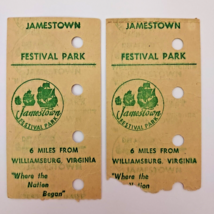 JAMESTOWN
FESTIVAL PARK
Jamestown
FESTIVAL PARK
6 MILES FROM
WILLIAMSBURG, VIRGINIA
"Where the
Nation
Began"
JAMESTOWN
FESTIVAL PARK
Jamestown
FESTIVAL PARK
6 MILES FROM
WILLIAMSBURG, VIRGINIA
"Where the